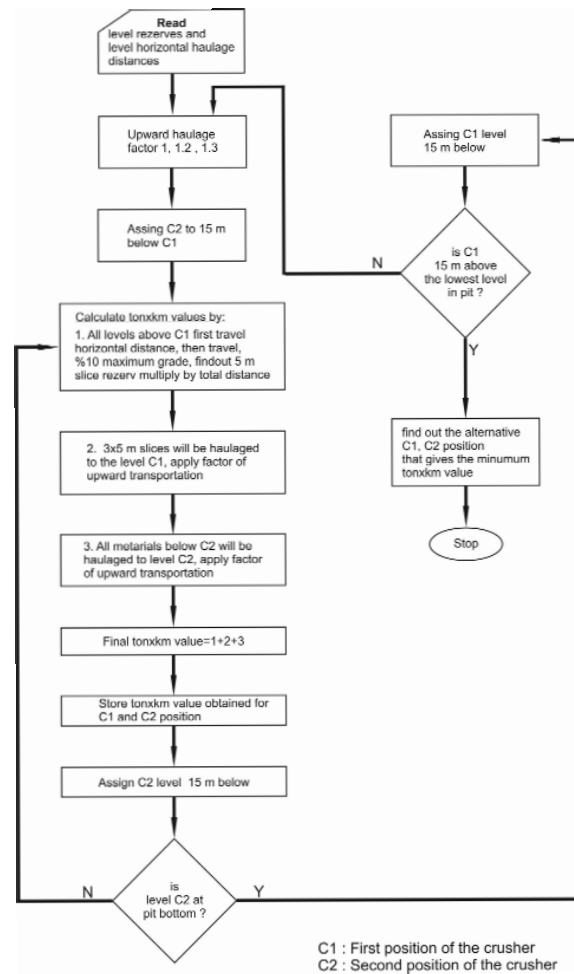 Read
level rezerves and
level horizontal haulage
distances
Upward haulage
factor 1, 1.2 , 1.3
Assing C2 to 15 m
below C1
Calculate tonxkm values by:
1. All levels above C1 first travel
horizontal distance, then travel,
%10 maximum grade, findout 5 m
slice rezerv multiply by total distance
2. 3x5 m slices will be haulaged
to the level C1, apply factor of
upward transportation
3. All metarials below C2 will be
haulaged to level C2, apply factor
of upward transportation
Final tonxkm value=1+2+3
Store tonxkm value obtained for
C1 and C2 position
Assign C2 level 15 m below
is
level C2 at
pit bottom ?
N
Y
Assing C1 level
15 m below
is C1
15 m above
the lowest level
in pit ?
N
Y
find out the alternative
C1, C2 position
that gives the minumum
tonxkm value
Stop
C1 : First position of the crusher
C2 : Second position of the crusher